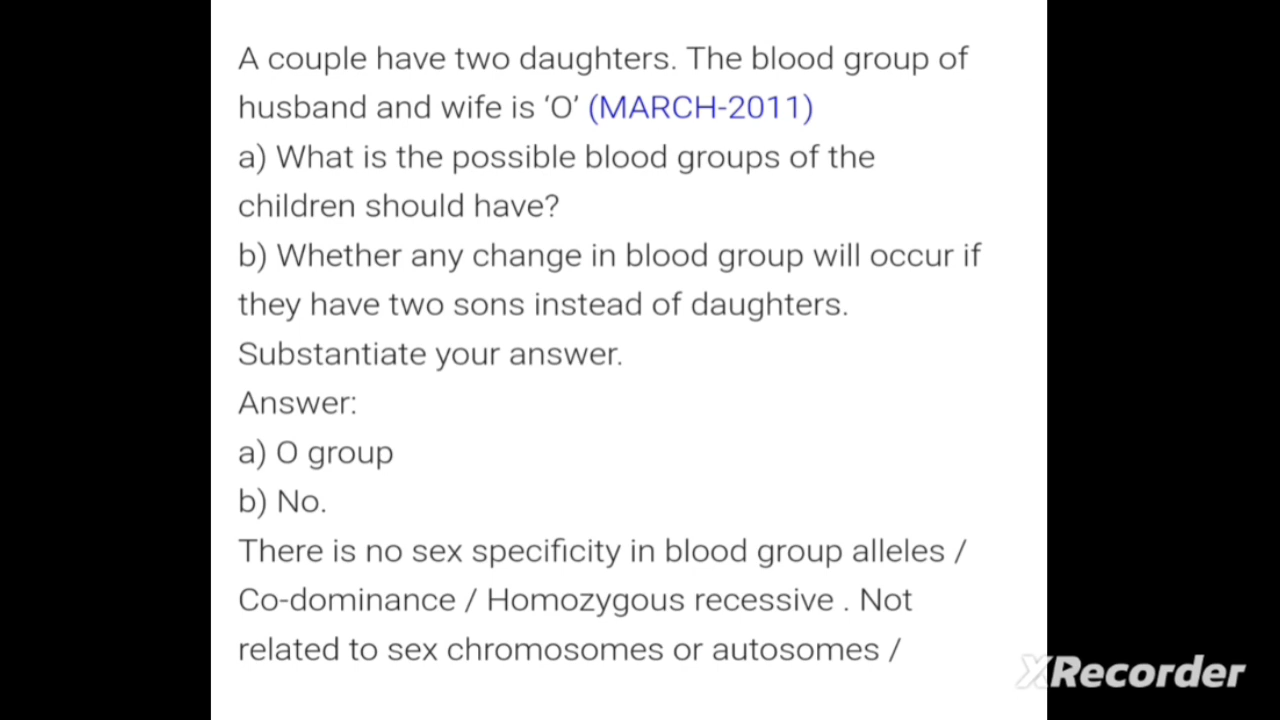 A couple have two daughters. The blood group of
husband and wife is ‘O’ (MARCH-2011)
a) What is the possible blood groups of the
children should have?
b) Whether any change in blood group will occur if
they have two sons instead of daughters.
Substantiate your answer.
Answer:
a) O group
b) No.
There is no sex specificity in blood group alleles /
Co-dominance / Homozygous recessive . Not
related to sex chromosomes or autosomes /
XRecorder